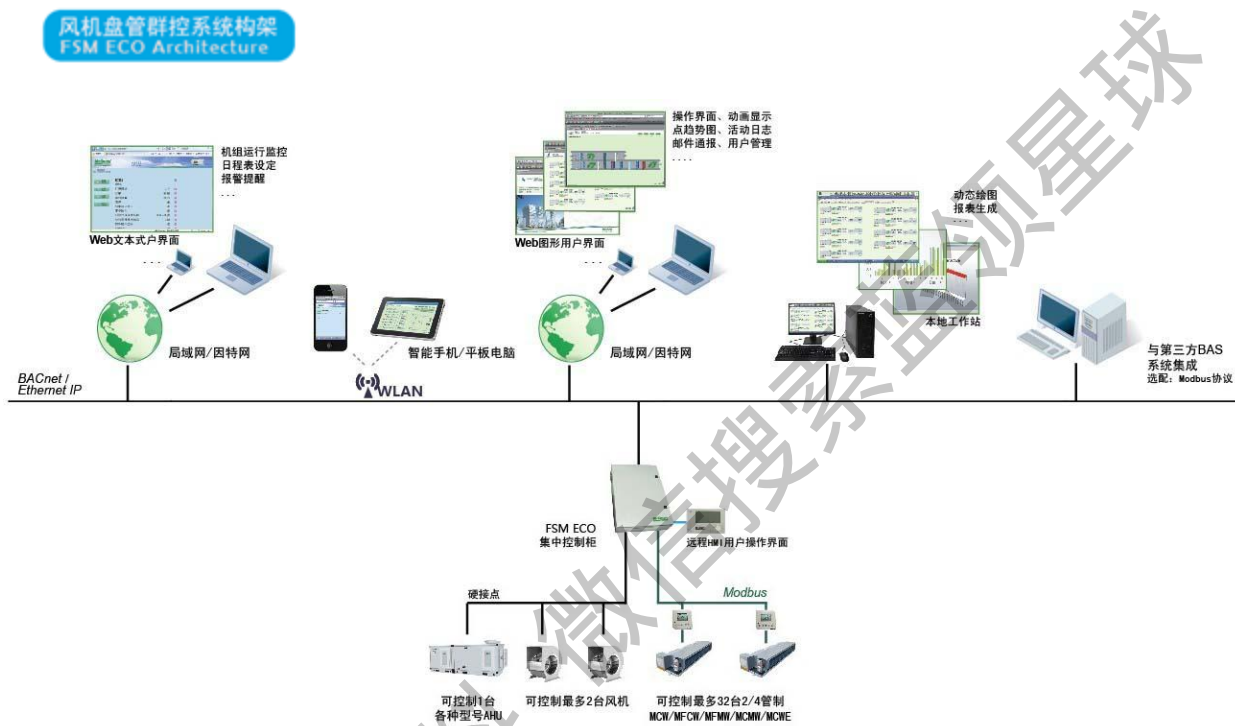 风机盘管群控系统构架
FSM ECO Architecture
操作界面、动画显示
点趋势图、活动日志
邮件通报、用户管理
....
机组运行监控
日程表设定
报警提醒
...
动态绘图
报表生成
Web文本式户界面
...
Web图形用户界面
...
本地工作站
局域网/因特网
智能手机/平板电脑
局域网/因特网
与第三方BAS
系统集成
选配：Modbus协议
BACnet /
Ethernet IP
WLAN
FSM ECO
集中控制柜
远程HMI用户操作界面
硬接点
Modbus
可控制1台
各种型号AHU
可控制最多2台风机
可控制最多32台2/4管制
MCW/MFCW/MFMW/MCMW/MCWE
微信搜索蓝领星球